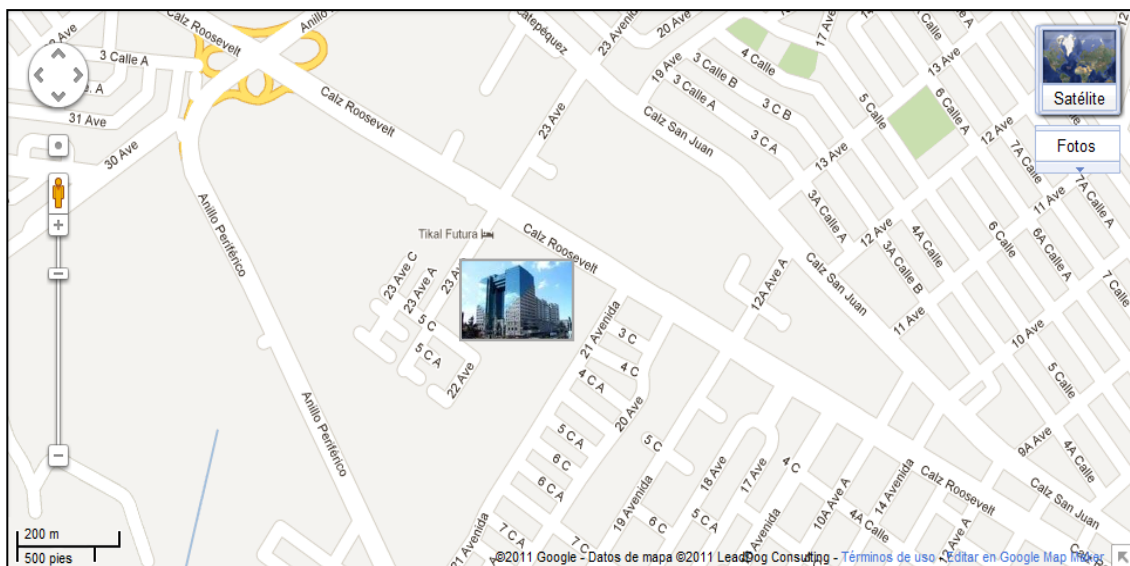 Anillo
3 Calle A
31 Ave
30 Ave
Anillo Periférico
Anillo Periférico
Calz Roosevelt
Calz Roosevelt
Calz Roosevelt
23 Ave
23 Avenida
20 Ave
19 Ave
17 Ave
3 Calle B
3 Calle A
3 C B
3 C A
4 Calle
5 Calle
13 Ave
13 Ave
6 Calle A
12 Ave
7A Calle
7A Calle
11 Ave
Calz San Juan
Calz San Juan
Calz San Juan
3A Calle A
12 Ave
4A Calle
3A Calle B
6 Calle
6A Calle A
7 Calle
11 Ave
10 Ave
5 Calle
9A Ave
4A Calle
12A Ave A
Tikal Futura
23 Ave C
23 Ave A
5 C
5 C A
22 Ave
21 Avenida
3 C
4 C
4 C A
20 Ave
5 C A
6 C
6 C A
7 C A
21 Avenida
5 C
19 Avenida
6 C
5 C A
18 Ave
17 Ave
4 C
10A Ave A
4A Calle
14 Avenida
Satélite
Fotos
200 m
500 pies
©2011 Google - Datos de mapa ©2011 LeadDog Consulting - Términos de uso - Editar en Google Map Maker